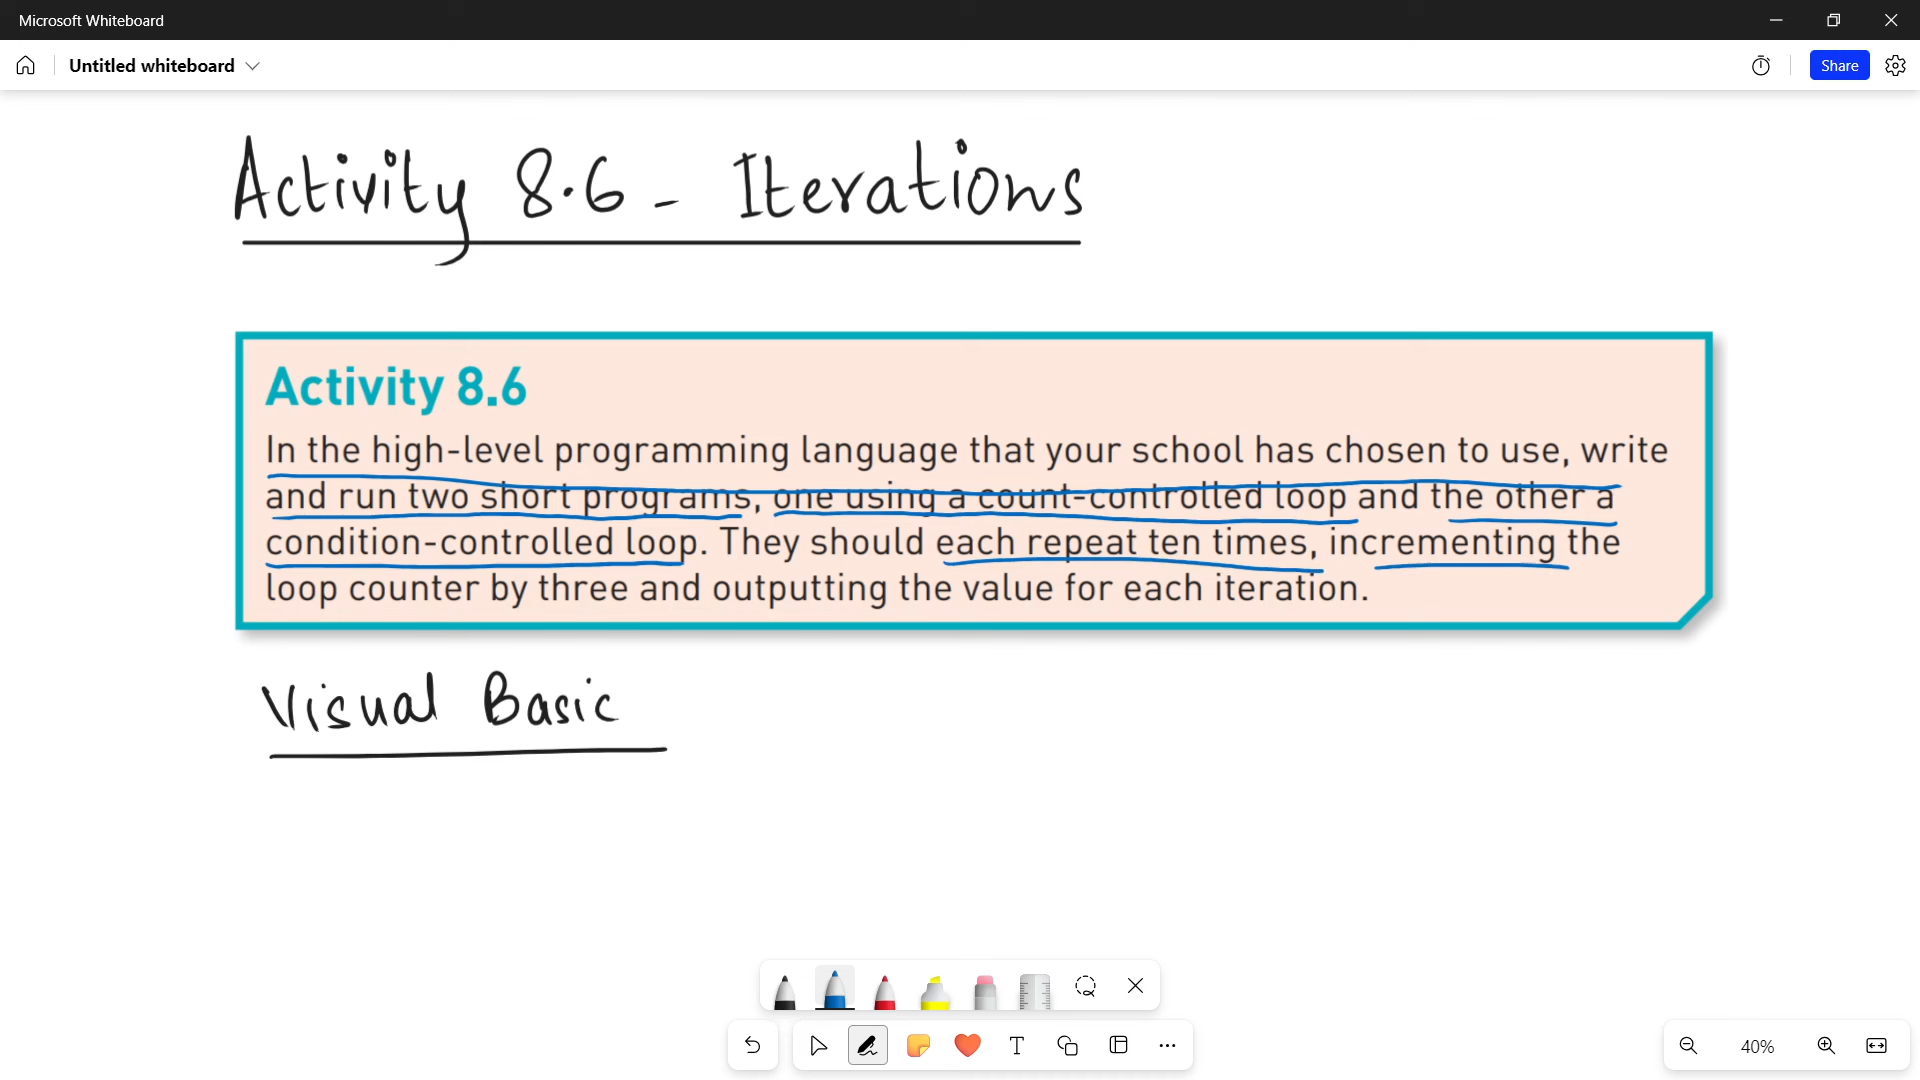 Microsoft Whiteboard
Untitled whiteboard
Share
Activity 8.6 - Iterations
Activity 8.6
In the high-level programming language that your school has chosen to use, write
and run two short programs, one using a count-controlled loop and the other a
condition-controlled loop. They should each repeat ten times, incrementing the
loop counter by three and outputting the value for each iteration.
Visual Basic
40%